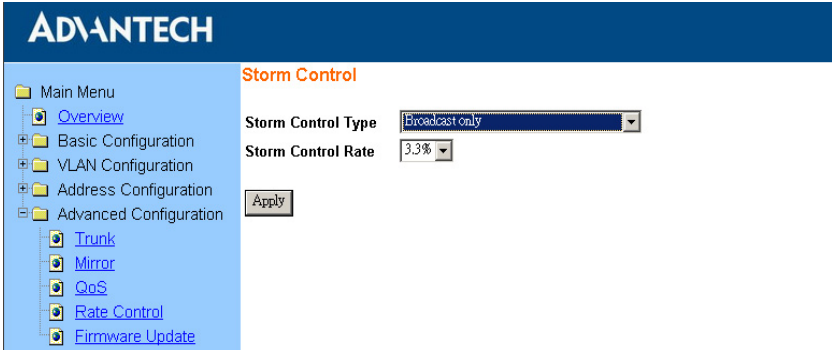 ADVANTECH
Main Menu
Overview
Basic Configuration
VLAN Configuration
Address Configuration
Advanced Configuration
Trunk
Mirror
QoS
Rate Control
Firmware Update
Storm Control
Storm Control Type Broadcast only
Storm Control Rate 3.3%
Apply